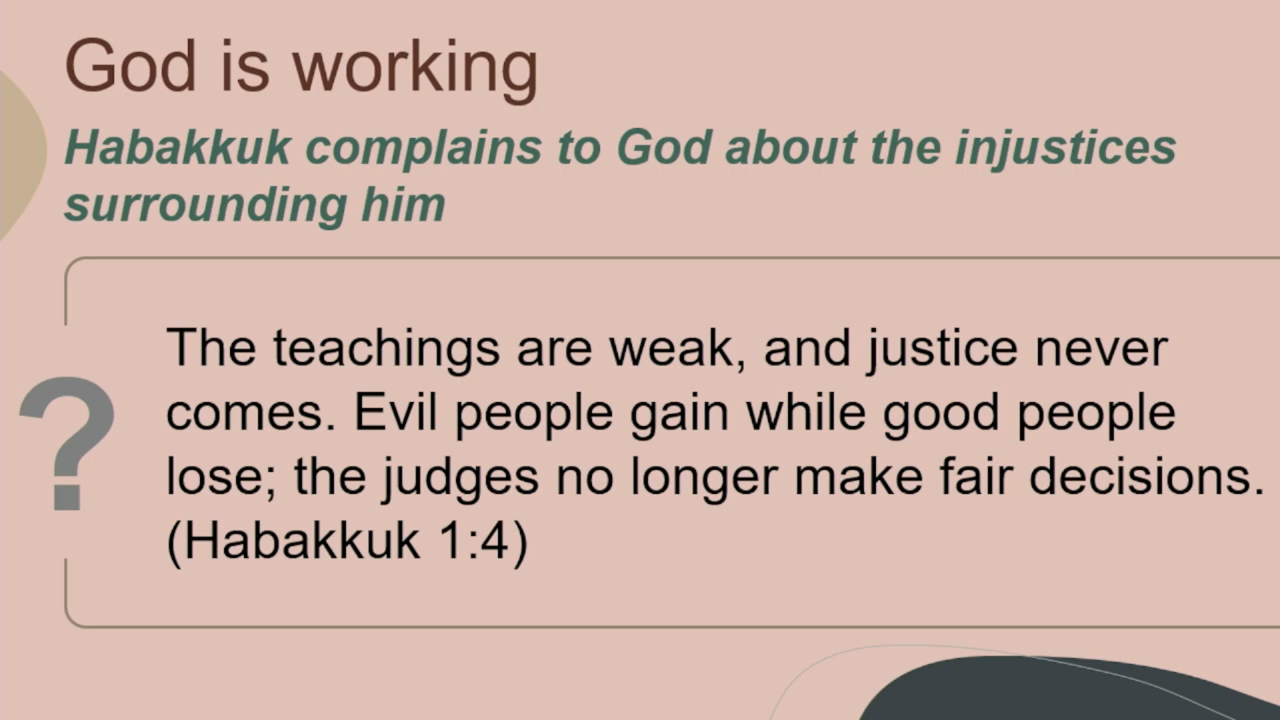 God is working
Habakkuk complains to God about the injustices
surrounding him
?
The teachings are weak, and justice never
comes. Evil people gain while good people
lose; the judges no longer make fair decisions.
(Habakkuk 1:4)